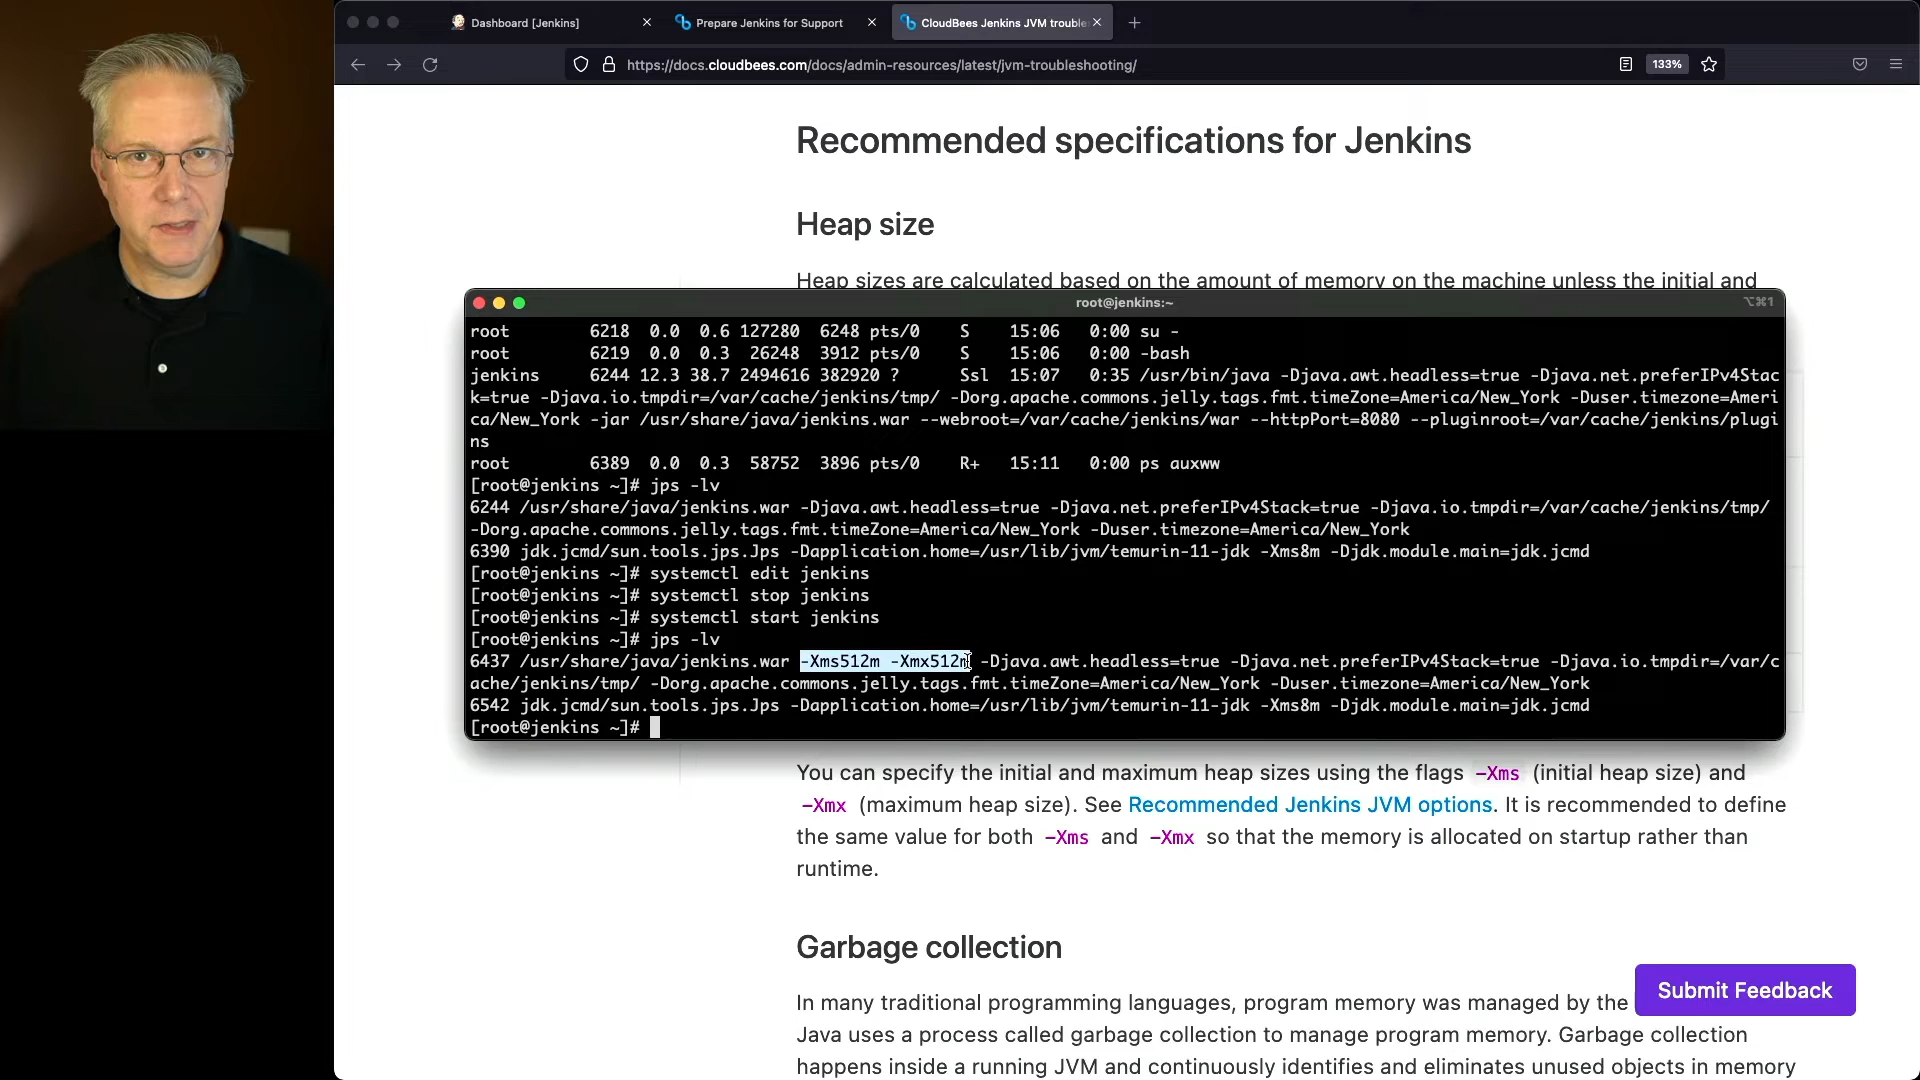 Dashboard [Jenkins]
Prepare Jenkins for Support
CloudBees Jenkins JVM trouble
https://docs.cloudbees.com/docs/admin-resources/latest/jvm-troubleshooting/
133%
Recommended specifications for Jenkins
Heap size
Heap sizes are calculated based on the amount of memory on the machine unless the initial and
root@jenkins:~
⌥⌘1
root 6218 0.0 0.6 127280 6248 pts/0 S 15:06 0:00 su -
root 6219 0.0 0.3 26248 3912 pts/0 S 15:06 0:00 -bash
jenkins 6244 12.3 38.7 2494616 382920 ? Ssl 15:07 0:35 /usr/bin/java -Djava.awt.headless=true -Djava.net.preferIPv4Stac
k=true -Djava.io.tmpdir=/var/cache/jenkins/tmp/ -Dorg.apache.commons.jelly.tags.fmt.timeZone=America/New_York -Duser.timezone=Ameri
ca/New_York -jar /usr/share/java/jenkins.war --webroot=/var/cache/jenkins/war --httpPort=8080 --pluginroot=/var/cache/jenkins/plugi
ns
root 6389 0.0 0.3 58752 3896 pts/0 R+ 15:11 0:00 ps auxww
[root@jenkins ~]# jps -lv
6244 /usr/share/java/jenkins.war -Djava.awt.headless=true -Djava.net.preferIPv4Stack=true -Djava.io.tmpdir=/var/cache/jenkins/tmp/
-Dorg.apache.commons.jelly.tags.fmt.timeZone=America/New_York -Duser.timezone=America/New_York
6390 jdk.jcmd/sun.tools.jps.Jps -Dapplication.home=/usr/lib/jvm/temurin-11-jdk -Xms8m -Djdk.module.main=jdk.jcmd
[root@jenkins ~]# systemctl edit jenkins
[root@jenkins ~]# systemctl stop jenkins
[root@jenkins ~]# systemctl start jenkins
[root@jenkins ~]# jps -lv
6437 /usr/share/java/jenkins.war -Xms512m -Xmx512m -Djava.awt.headless=true -Djava.net.preferIPv4Stack=true -Djava.io.tmpdir=/var/c
ache/jenkins/tmp/ -Dorg.apache.commons.jelly.tags.fmt.timeZone=America/New_York -Duser.timezone=America/New_York
6542 jdk.jcmd/sun.tools.jps.Jps -Dapplication.home=/usr/lib/jvm/temurin-11-jdk -Xms8m -Djdk.module.main=jdk.jcmd
[root@jenkins ~]#
You can specify the initial and maximum heap sizes using the flags -Xms (initial heap size) and
-Xmx (maximum heap size). See Recommended Jenkins JVM options. It is recommended to define
the same value for both -Xms and -Xmx so that the memory is allocated on startup rather than
runtime.
Garbage collection
In many traditional programming languages, program memory was managed by the
Java uses a process called garbage collection to manage program memory. Garbage collection
happens inside a running JVM and continuously identifies and eliminates unused objects in memory
Submit Feedback